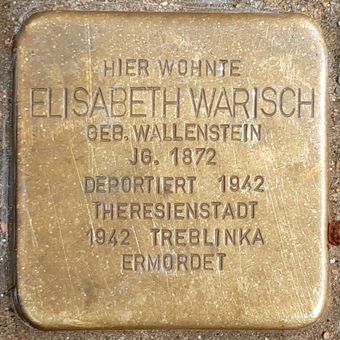 HIER WOHNTE
ELISABETH WARISCH
GEB. WALLENSTEIN
JG. 1872
DEPORTIERT 1942
THERESIENSTADT
1942 TREBLINKA
ERMORDET